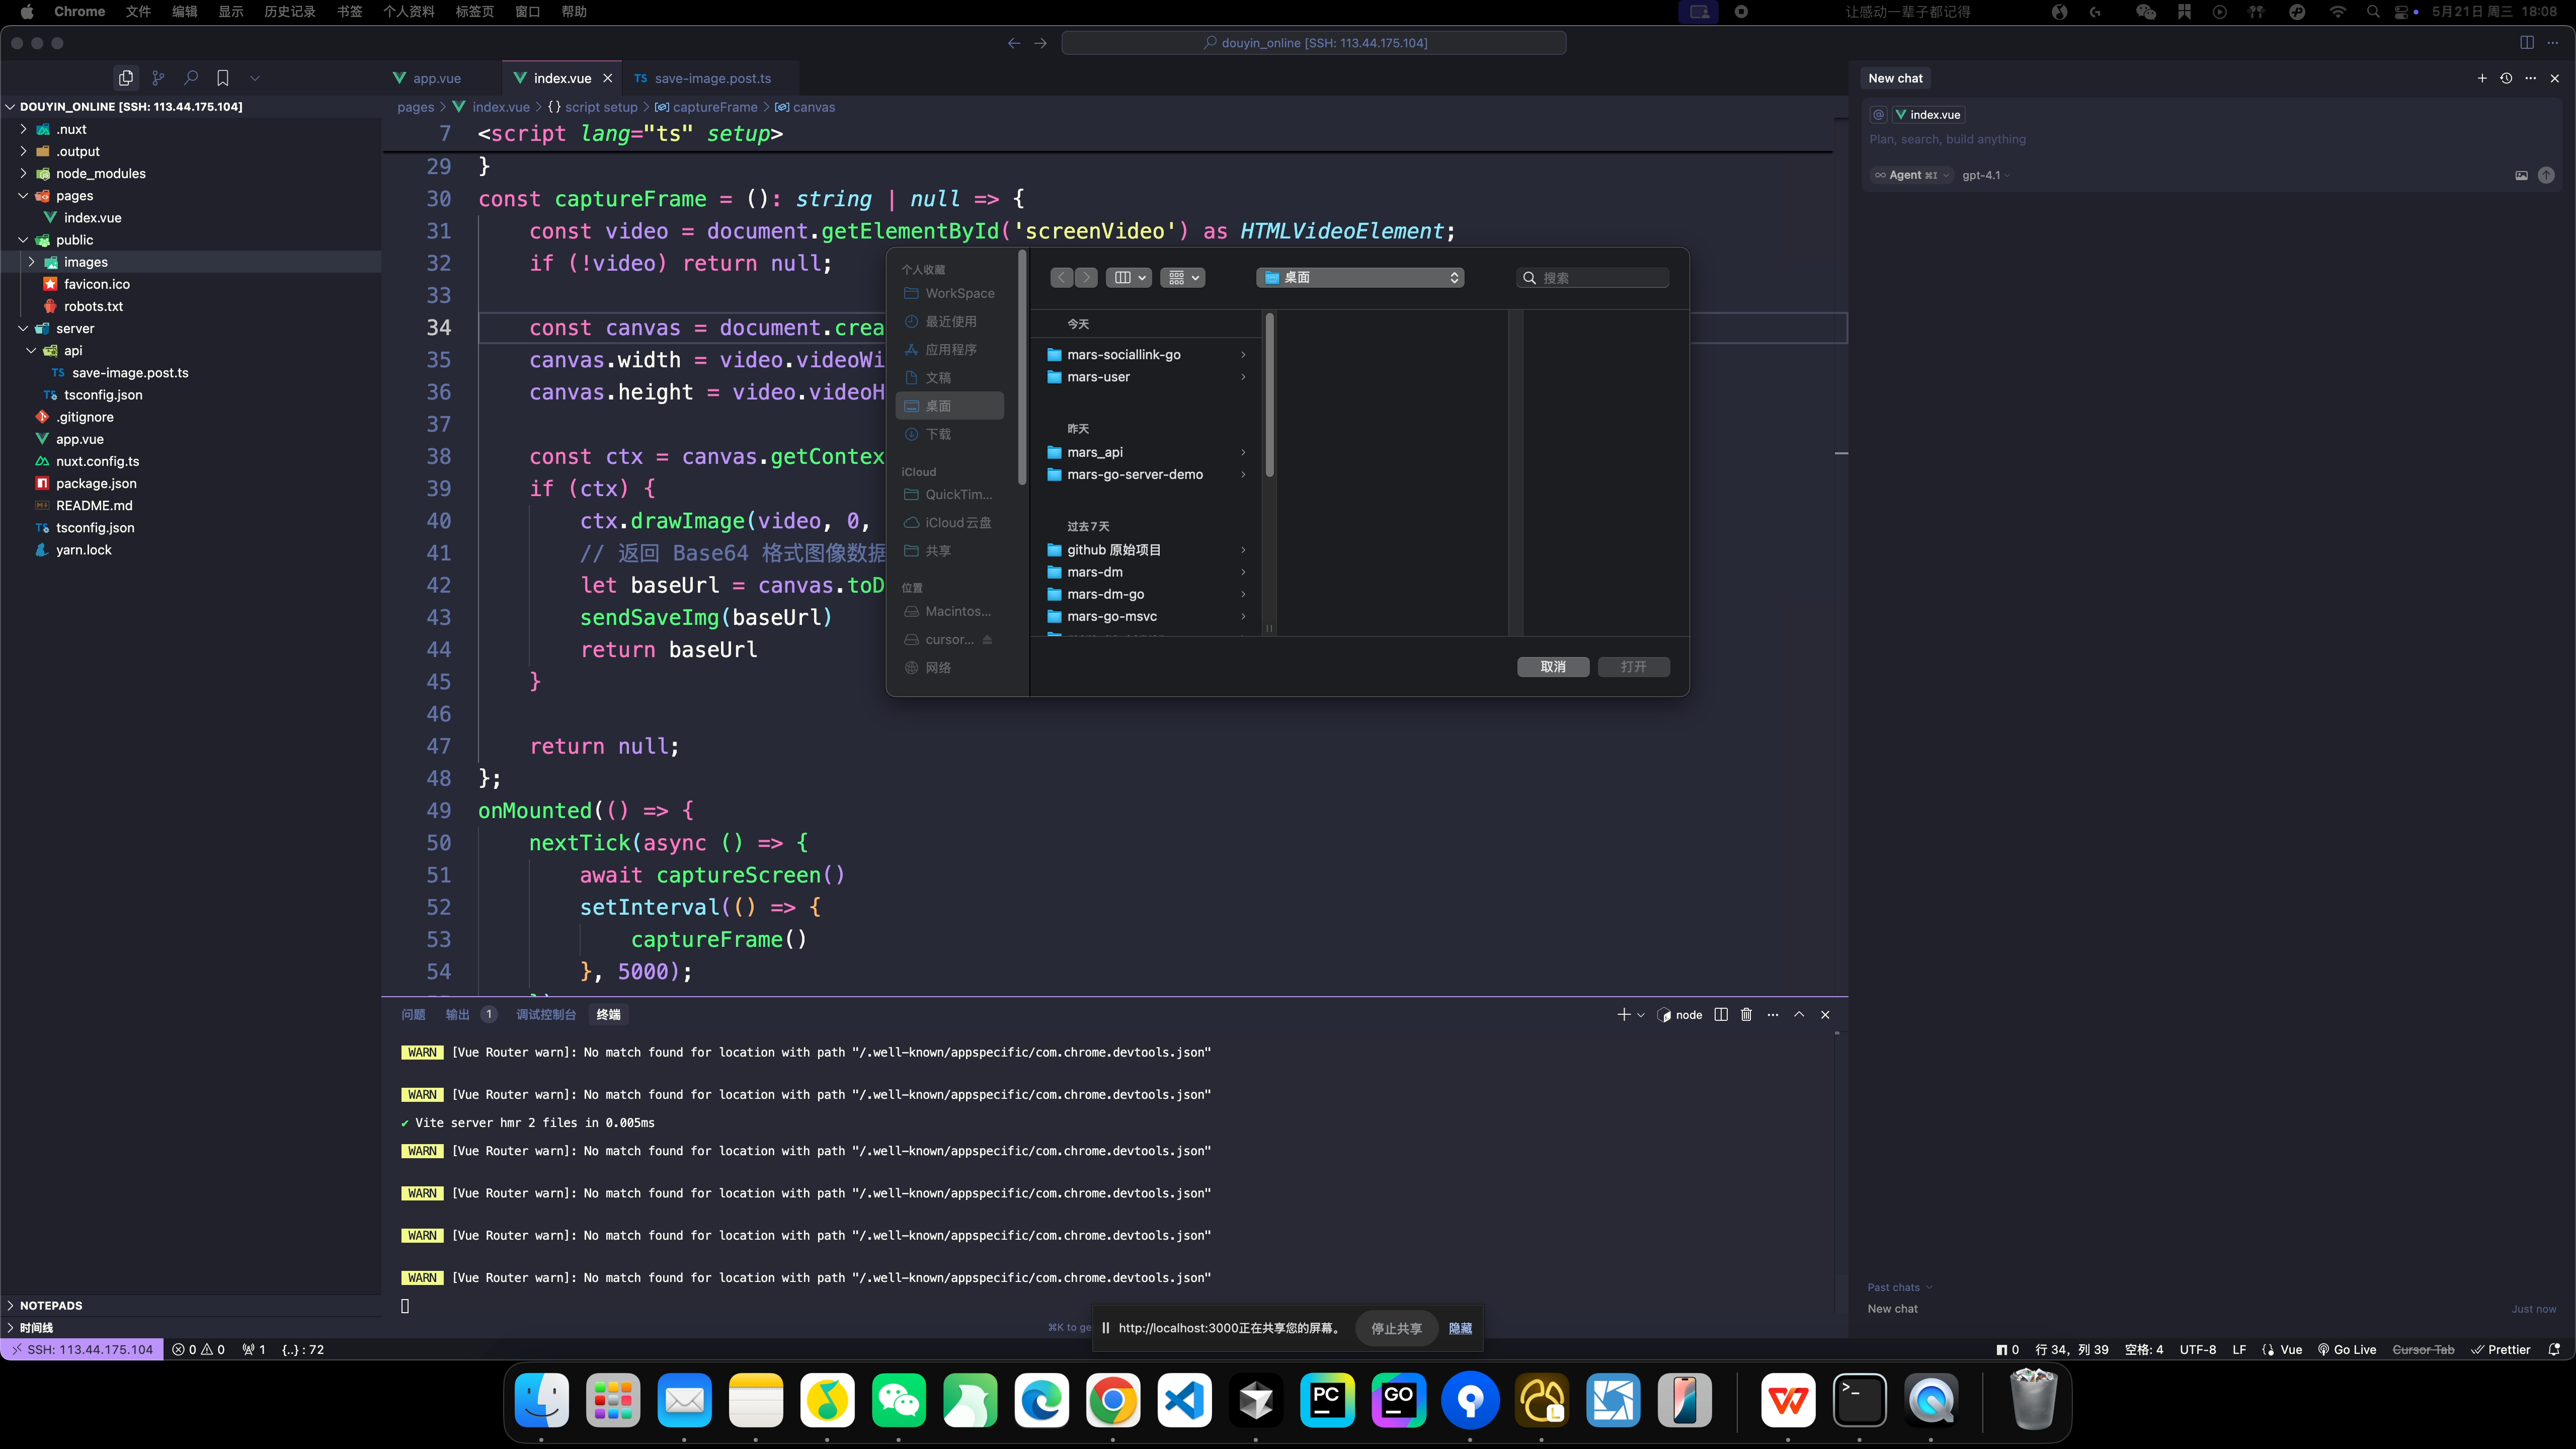 Chrome 文件 编辑 显示 历史记录 书签 个人资料 标签页 窗口 帮助
让感动一辈子都记得
5月21日 周三 18:08
douyin_online [SSH: 113.44.175.104]
app.vue
index.vue
TS save-image.post.ts
New chat
DOUYIN_ONLINE [SSH: 113.44.175.104]
.nuxt
.output
node_modules
pages
index.vue
public
images
favicon.ico
robots.txt
server
api
TS save-image.post.ts
tsconfig.json
.gitignore
app.vue
nuxt.config.ts
package.json
README.md
tsconfig.json
yarn.lock
NOTEPADS
时间线
pages > index.vue > {} script setup > captureFrame > canvas
7 <script lang="ts" setup>
29 }
30 const captureFrame = (): string | null => {
31 const video = document.getElementById('screenVideo') as HTMLVideoElement;
32 if (!video) return null;
33
34 const canvas = document.crea
35 canvas.width = video.videoWi
36 canvas.height = video.videoH
37
38 const ctx = canvas.getContex
39 if (ctx) {
40 ctx.drawImage(video, 0,
41 // 返回 Base64 格式图像数据
42 let baseUrl = canvas.toD
43 sendSaveImg(baseUrl)
44 return baseUrl
45 }
46
47 return null;
48 };
49 onMounted(() => {
50 nextTick(async () => {
51 await captureScreen()
52 setInterval(() => {
53 captureFrame()
54 }, 5000);
个人收藏
WorkSpace
最近使用
应用程序
文稿
桌面
下载
iCloud
QuickTim...
iCloud云盘
共享
位置
Macintos...
cursor...
网络
桌面
搜索
今天
mars-sociallink-go
mars-user
昨天
mars_api
mars-go-server-demo
过去7天
github 原始项目
mars-dm
mars-dm-go
mars-go-msvc
取消 打开
@ index.vue
Plan, search, build anything
Agent ⌘I gpt-4.1
Past chats
New chat Just now
问题 输出 1 调试控制台 终端
node
WARN [Vue Router warn]: No match found for location with path "/.well-known/appspecific/com.chrome.devtools.json"
WARN [Vue Router warn]: No match found for location with path "/.well-known/appspecific/com.chrome.devtools.json"
✔ Vite server hmr 2 files in 0.005ms
WARN [Vue Router warn]: No match found for location with path "/.well-known/appspecific/com.chrome.devtools.json"
WARN [Vue Router warn]: No match found for location with path "/.well-known/appspecific/com.chrome.devtools.json"
WARN [Vue Router warn]: No match found for location with path "/.well-known/appspecific/com.chrome.devtools.json"
WARN [Vue Router warn]: No match found for location with path "/.well-known/appspecific/com.chrome.devtools.json"
⌘K to ge
http://localhost:3000正在共享您的屏幕。 停止共享 隐藏
SSH: 113.44.175.104 0 0 1 {..} : 72
0 行 34, 列 39 空格: 4 UTF-8 LF Vue Go Live Cursor Tab Prettier
PC
GO
L